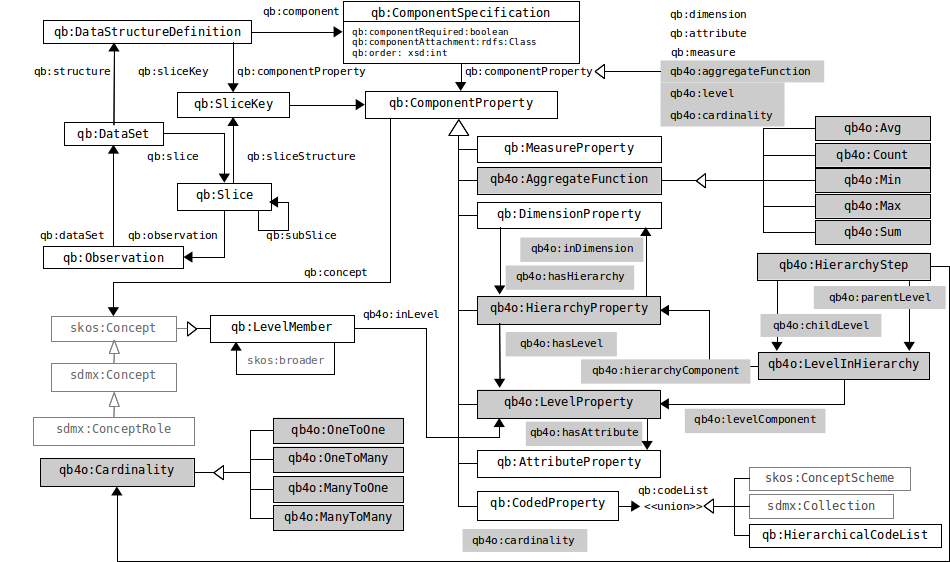 qb:component
qb:ComponentSpecification
qb:componentRequired:boolean
qb:componentAttachment:rdfs:Class
qb:order: xsd:int
qb:dimension
qb:attribute
qb:measure
qb4o:aggregateFunction
qb4o:level
qb4o:cardinality
qb:DataStructureDefinition
qb:structure
qb:sliceKey
qb:componentProperty
qb:componentProperty
qb:SliceKey
qb:ComponentProperty
qb:DataSet
qb:slice
qb:sliceStructure
qb:MeasureProperty
qb4o:AggregateFunction
qb4o:Avg
qb4o:Count
qb4o:Min
qb4o:Max
qb4o:Sum
qb:Slice
qb:subSlice
qb:dataSet
qb:observation
qb:Observation
qb:DimensionProperty
qb4o:inDimension
qb4o:hasHierarchy
qb:concept
qb4o:HierarchyStep
qb4o:parentLevel
qb4o:childLevel
qb4o:HierarchyProperty
qb4o:inLevel
skos:Concept
qb:LevelMember
skos:broader
qb4o:hasLevel
qb4o:hierarchyComponent
qb4o:LevelInHierarchy
sdmx:Concept
sdmx:ConceptRole
qb4o:LevelProperty
qb4o:levelComponent
qb4o:hasAttribute
qb:AttributeProperty
qb4o:Cardinality
qb4o:OneToOne
qb4o:OneToMany
qb4o:ManyToOne
qb4o:ManyToMany
qb:CodedProperty
qb:codeList
<<union>>
skos:ConceptScheme
sdmx:Collection
qb:HierarchicalCodeList
qb4o:cardinality